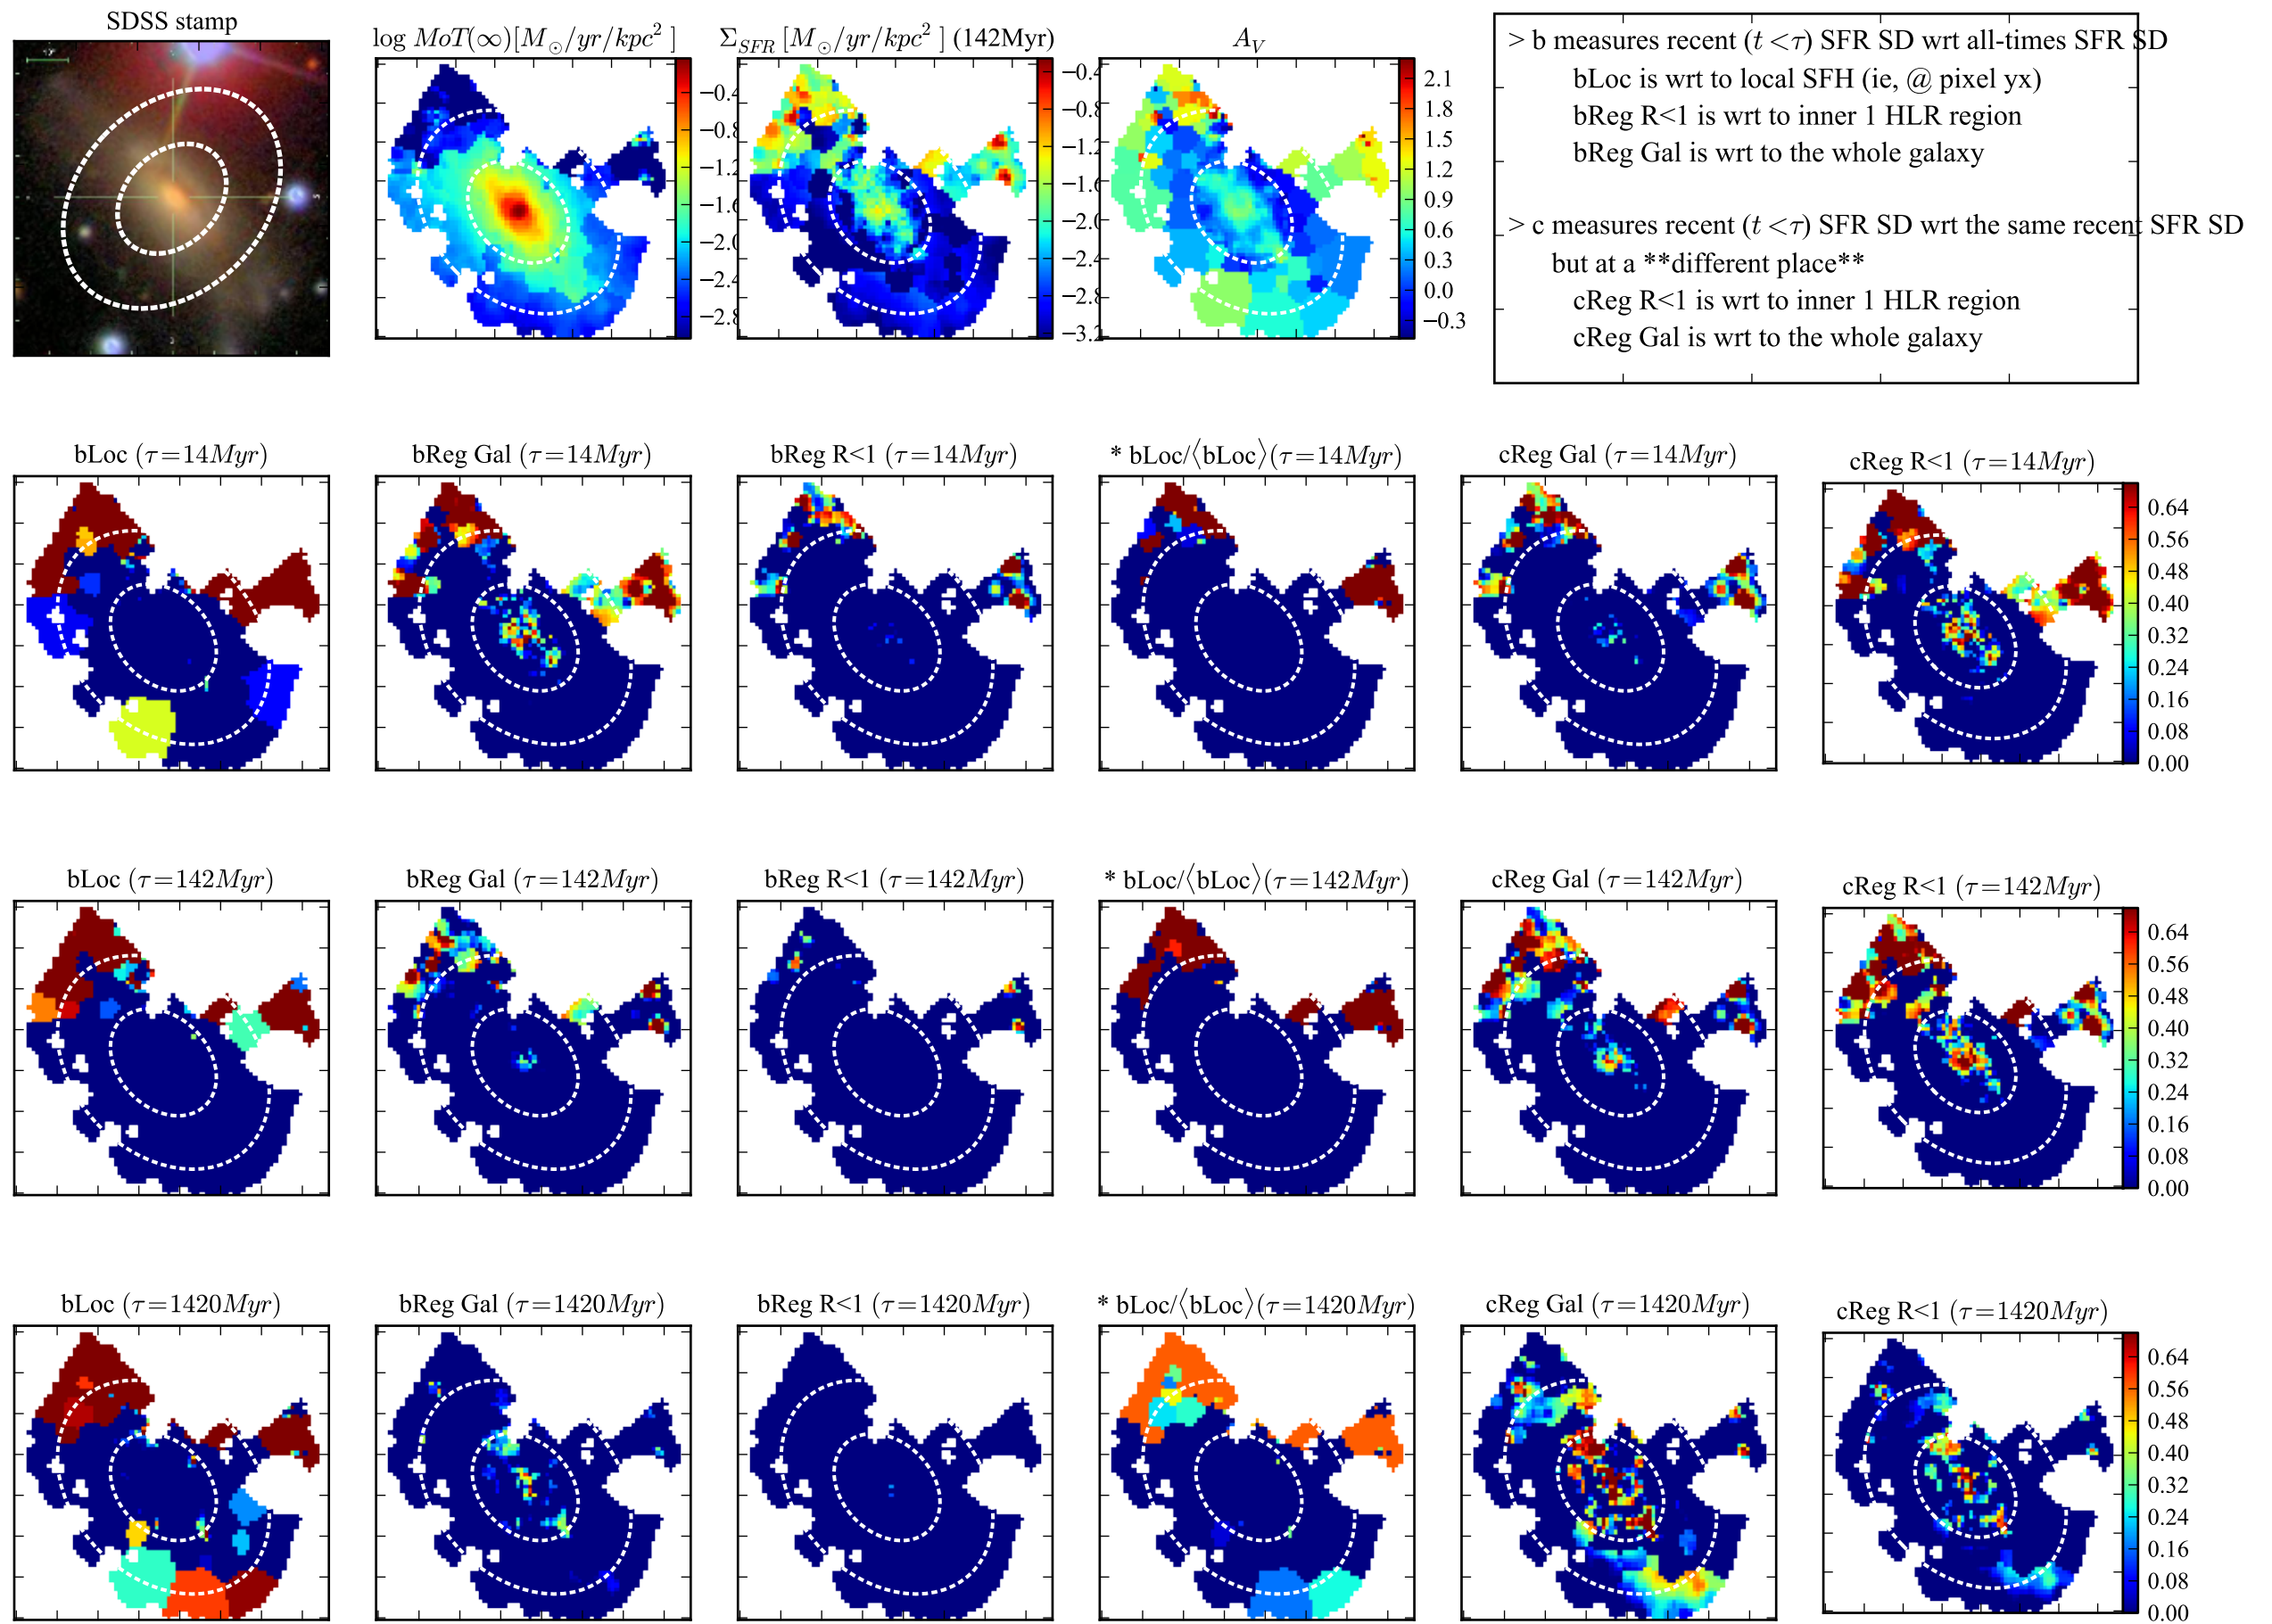 SDSS stamp
log MoT(∞)[M⊙/yr/kpc² ]
Σ_SFR [M⊙/yr/kpc² ] (142Myr)
A_V
−0.4
−0.8
−1.2
−1.6
−2.0
−2.4
−2.8
−0.4
−0.8
−1.2
−1.6
−2.0
−2.4
−2.8
−3.2
2.1
1.8
1.5
1.2
0.9
0.6
0.3
0.0
−0.3
> b measures recent (t <τ) SFR SD wrt all-times SFR SD
bLoc is wrt to local SFH (ie, @ pixel yx)
bReg R<1 is wrt to inner 1 HLR region
bReg Gal is wrt to the whole galaxy
> c measures recent (t <τ) SFR SD wrt the same recent SFR SD
but at a **different place**
cReg R<1 is wrt to inner 1 HLR region
cReg Gal is wrt to the whole galaxy
bLoc (τ=14Myr)
bReg Gal (τ=14Myr)
bReg R<1 (τ=14Myr)
* bLoc/⟨bLoc⟩(τ=14Myr)
cReg Gal (τ=14Myr)
cReg R<1 (τ=14Myr)
0.64
0.56
0.48
0.40
0.32
0.24
0.16
0.08
0.00
bLoc (τ=142Myr)
bReg Gal (τ=142Myr)
bReg R<1 (τ=142Myr)
* bLoc/⟨bLoc⟩(τ=142Myr)
cReg Gal (τ=142Myr)
cReg R<1 (τ=142Myr)
0.64
0.56
0.48
0.40
0.32
0.24
0.16
0.08
0.00
bLoc (τ=1420Myr)
bReg Gal (τ=1420Myr)
bReg R<1 (τ=1420Myr)
* bLoc/⟨bLoc⟩(τ=1420Myr)
cReg Gal (τ=1420Myr)
cReg R<1 (τ=1420Myr)
0.64
0.56
0.48
0.40
0.32
0.24
0.16
0.08
0.00